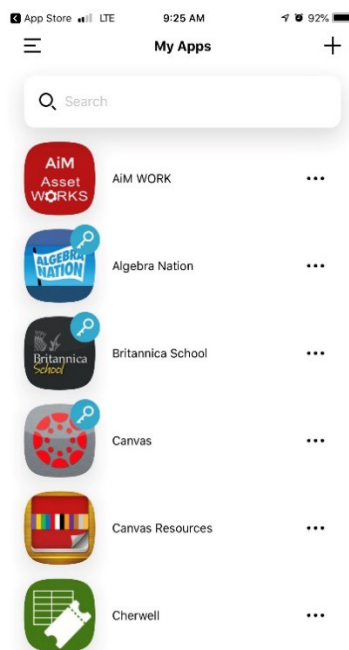 App Store LTE 9:25 AM 92%
My Apps
Search
AiM
Asset
WORKS
AiM WORK
ALGEBRA
NATION
Algebra Nation
Britannica
School
Britannica School
Canvas
Canvas Resources
Cherwell